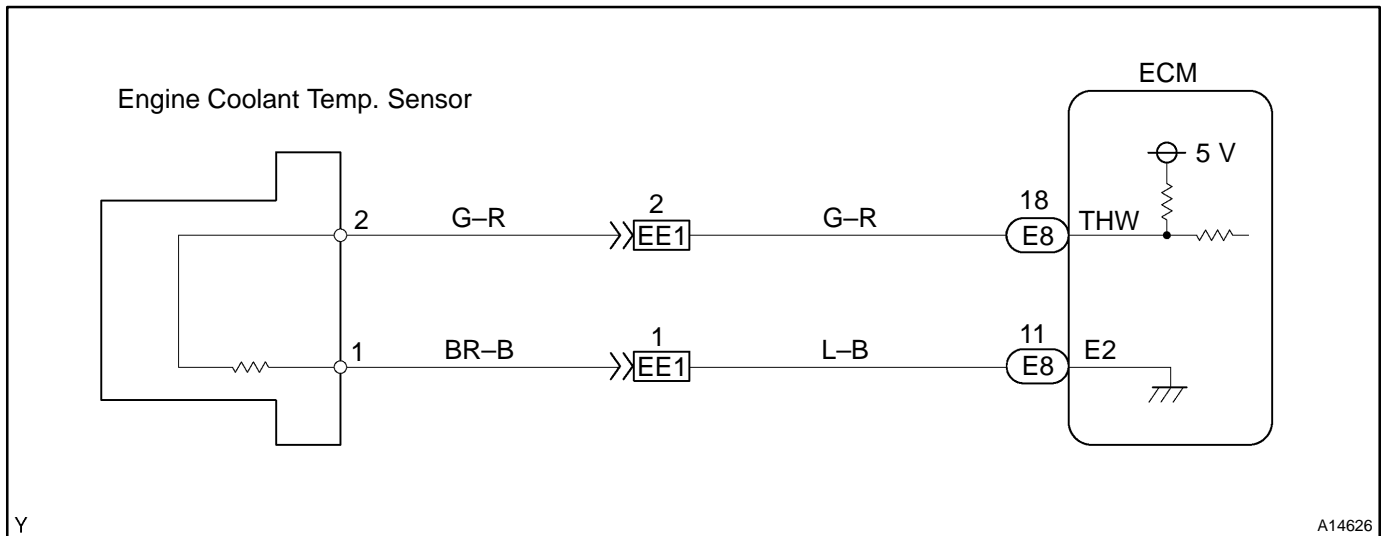 ECM
Engine Coolant Temp. Sensor
5 V
2 G–R 2 EE1 G–R 18 E8 THW
1 BR–B 1 EE1 L–B 11 E8 E2
Y A14626